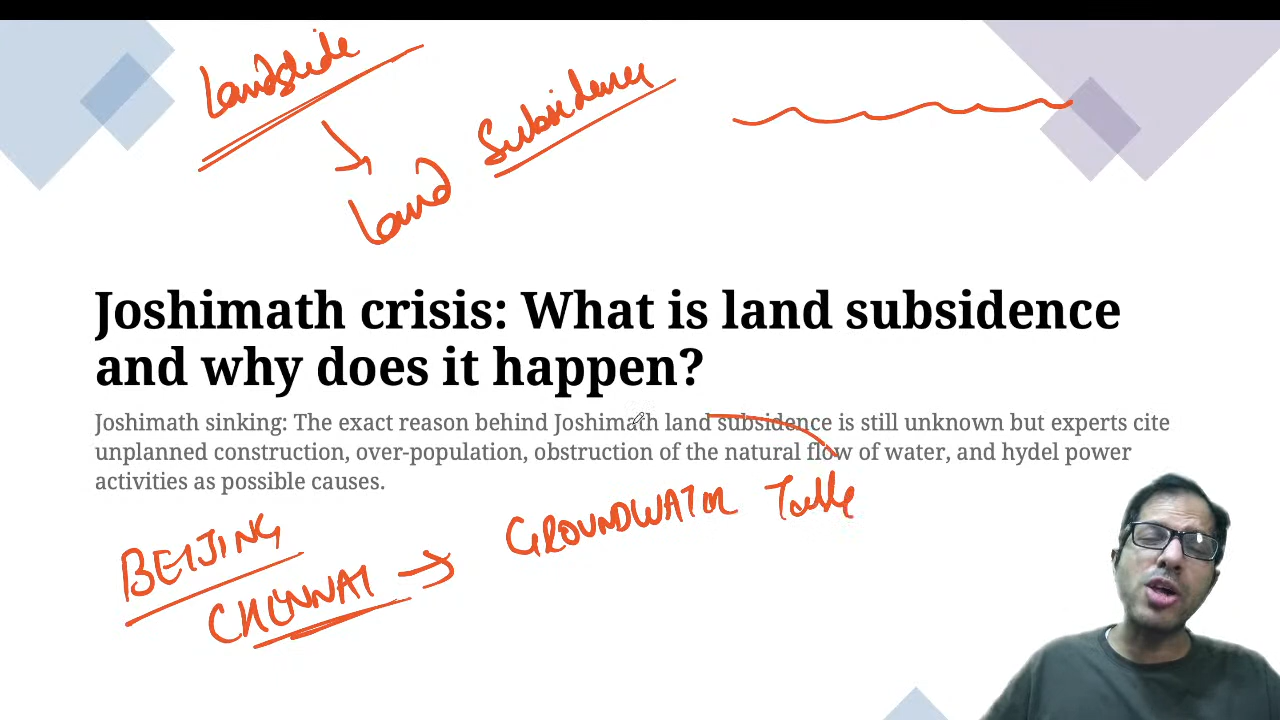 Landslide
Land Subsidence
Joshimath crisis: What is land subsidence
and why does it happen?
Joshimath sinking: The exact reason behind Joshimath land subsidence is still unknown but experts cite
unplanned construction, over-population, obstruction of the natural flow of water, and hydel power
activities as possible causes.
BEIJING
CHENNAI → GROUNDWATER Table